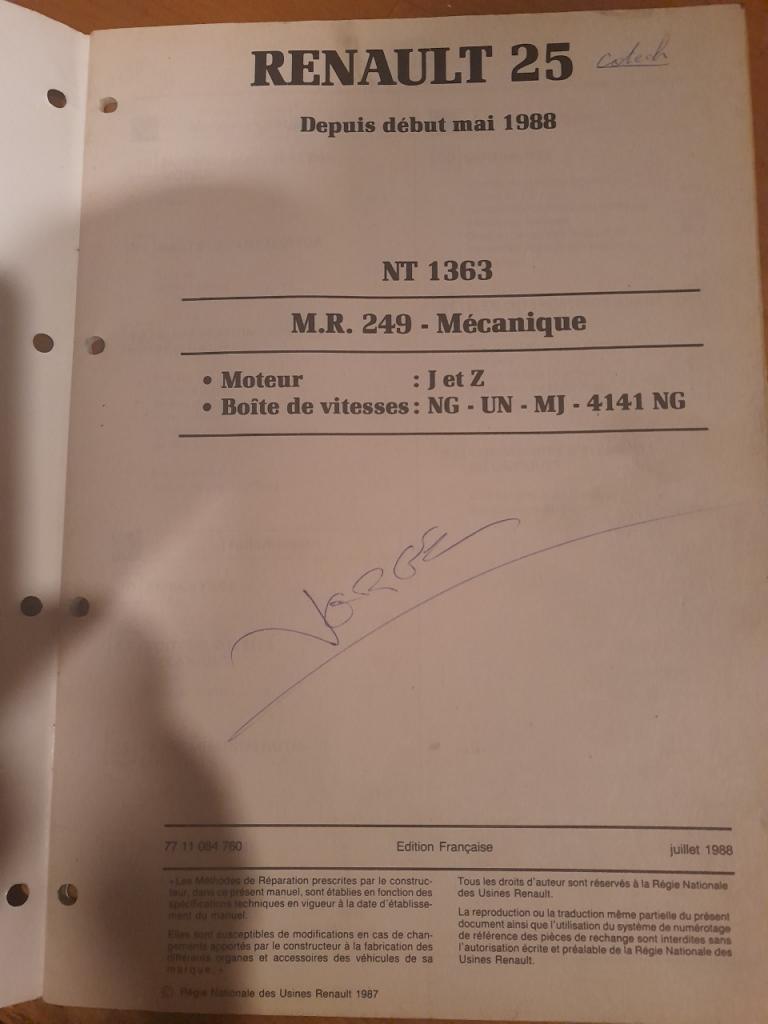 RENAULT 25
Depuis début mai 1988
NT 1363
M.R. 249 - Mécanique
• Moteur : J et Z
• Boîte de vitesses : NG - UN - MJ - 4141 NG
77 11 084 760 Edition Française juillet 1988
«Les Méthodes de Réparation prescrites par le construc-
teur, dans ce présent manuel, sont établies en fonction des
spécifications techniques en vigueur à la date d'établisse-
ment du manuel.
Elles sont susceptibles de modifications en cas de chan-
gements apportés par le constructeur à la fabrication des
différents organes et accessoires des véhicules de sa
marque.»
Tous les droits d'auteur sont réservés à la Régie Nationale
des Usines Renault.
La reproduction ou la traduction même partielle du présent
document ainsi que l'utilisation du système de numérotage
de référence des pièces de rechange sont interdites sans
l'autorisation écrite et préalable de la Régie Nationale des
Usines Renault.
© Régie Nationale des Usines Renault 1987